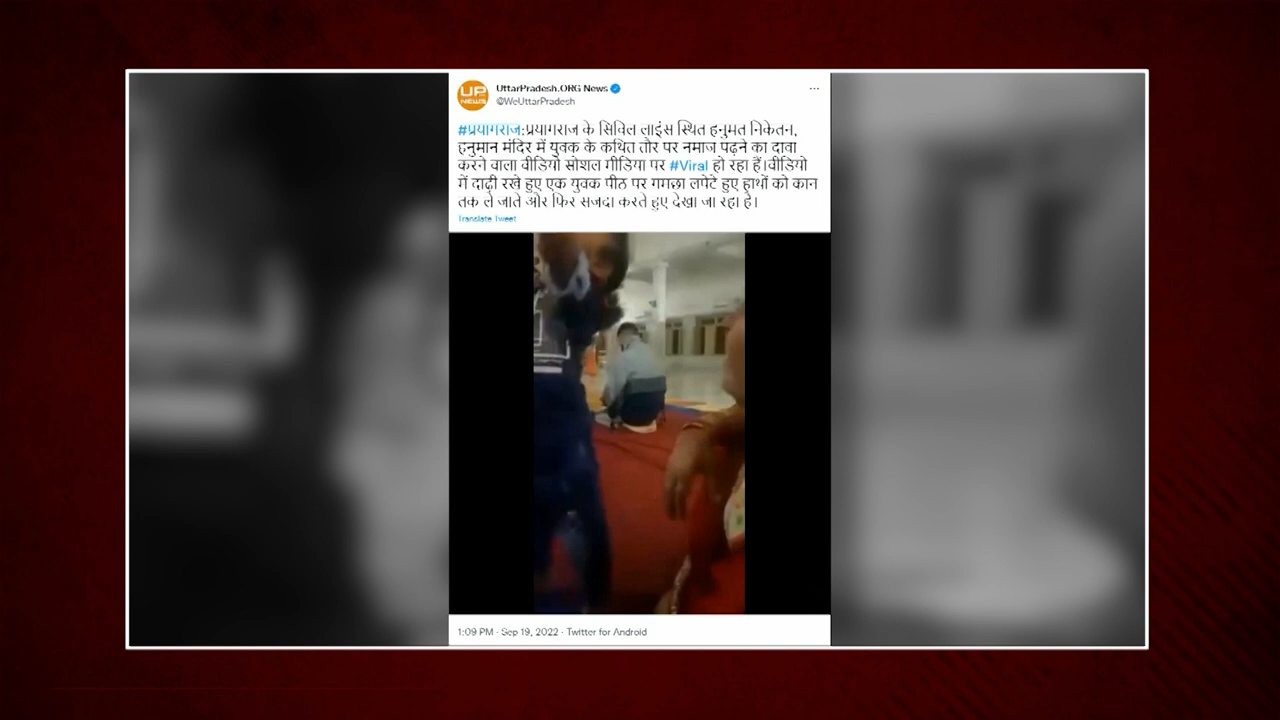 UP
NEWS
UttarPradesh.ORG News
@WeUttarPradesh
#प्रयागराज:प्रयागराज के सिविल लाइंस स्थित हनुमत निकेतन,
हनुमान मंदिर में युवक के कथित तौर पर नमाज पढ़ने का दावा
करने वाला वीडियो सोशल मीडिया पर #Viral हो रहा हैं।वीडियो
में दाढ़ी रखे हुए एक युवक पीठ पर गमछा लपेटे हुए हाथों को कान
तक ले जाते और फिर सजदा करते हुए देखा जा रहा है।
Translate Tweet
1:09 PM · Sep 19, 2022 · Twitter for Android